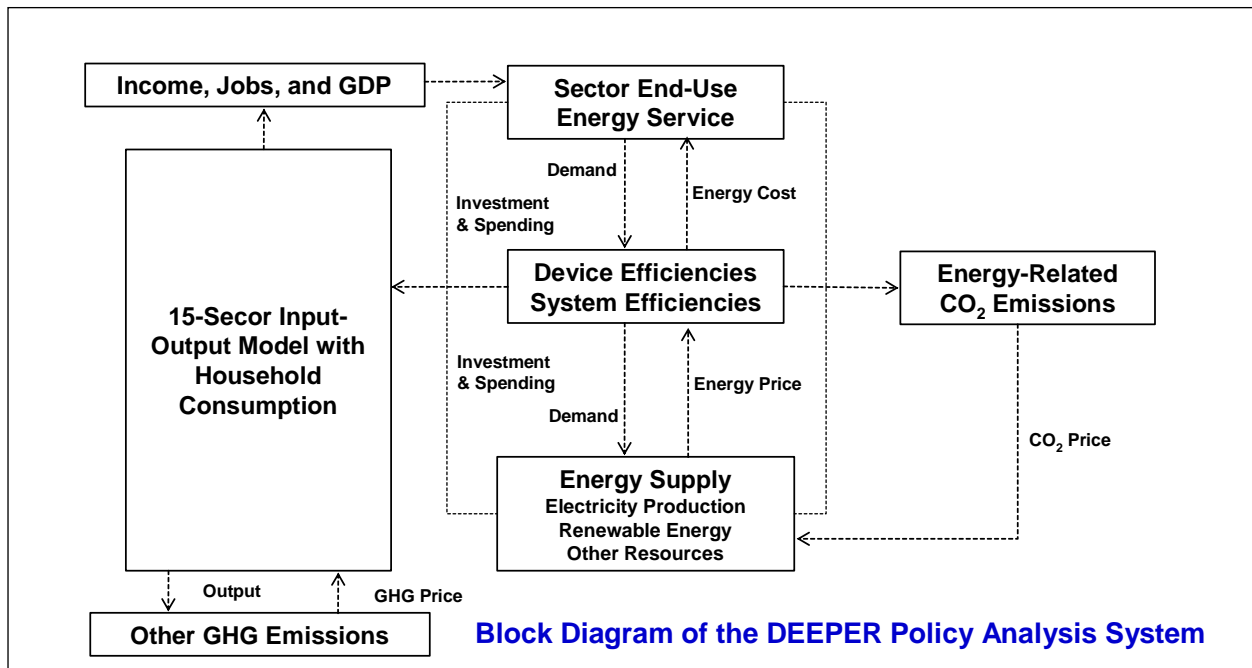 Income, Jobs, and GDP
Sector End-Use
Energy Service
Demand
Energy Cost
Investment
& Spending
Device Efficiencies
System Efficiencies
Energy-Related
CO₂ Emissions
15-Secor Input-
Output Model with
Household
Consumption
Investment
& Spending
Energy Price
Demand
CO₂ Price
Energy Supply
Electricity Production
Renewable Energy
Other Resources
Output
GHG Price
Other GHG Emissions
Block Diagram of the DEEPER Policy Analysis System